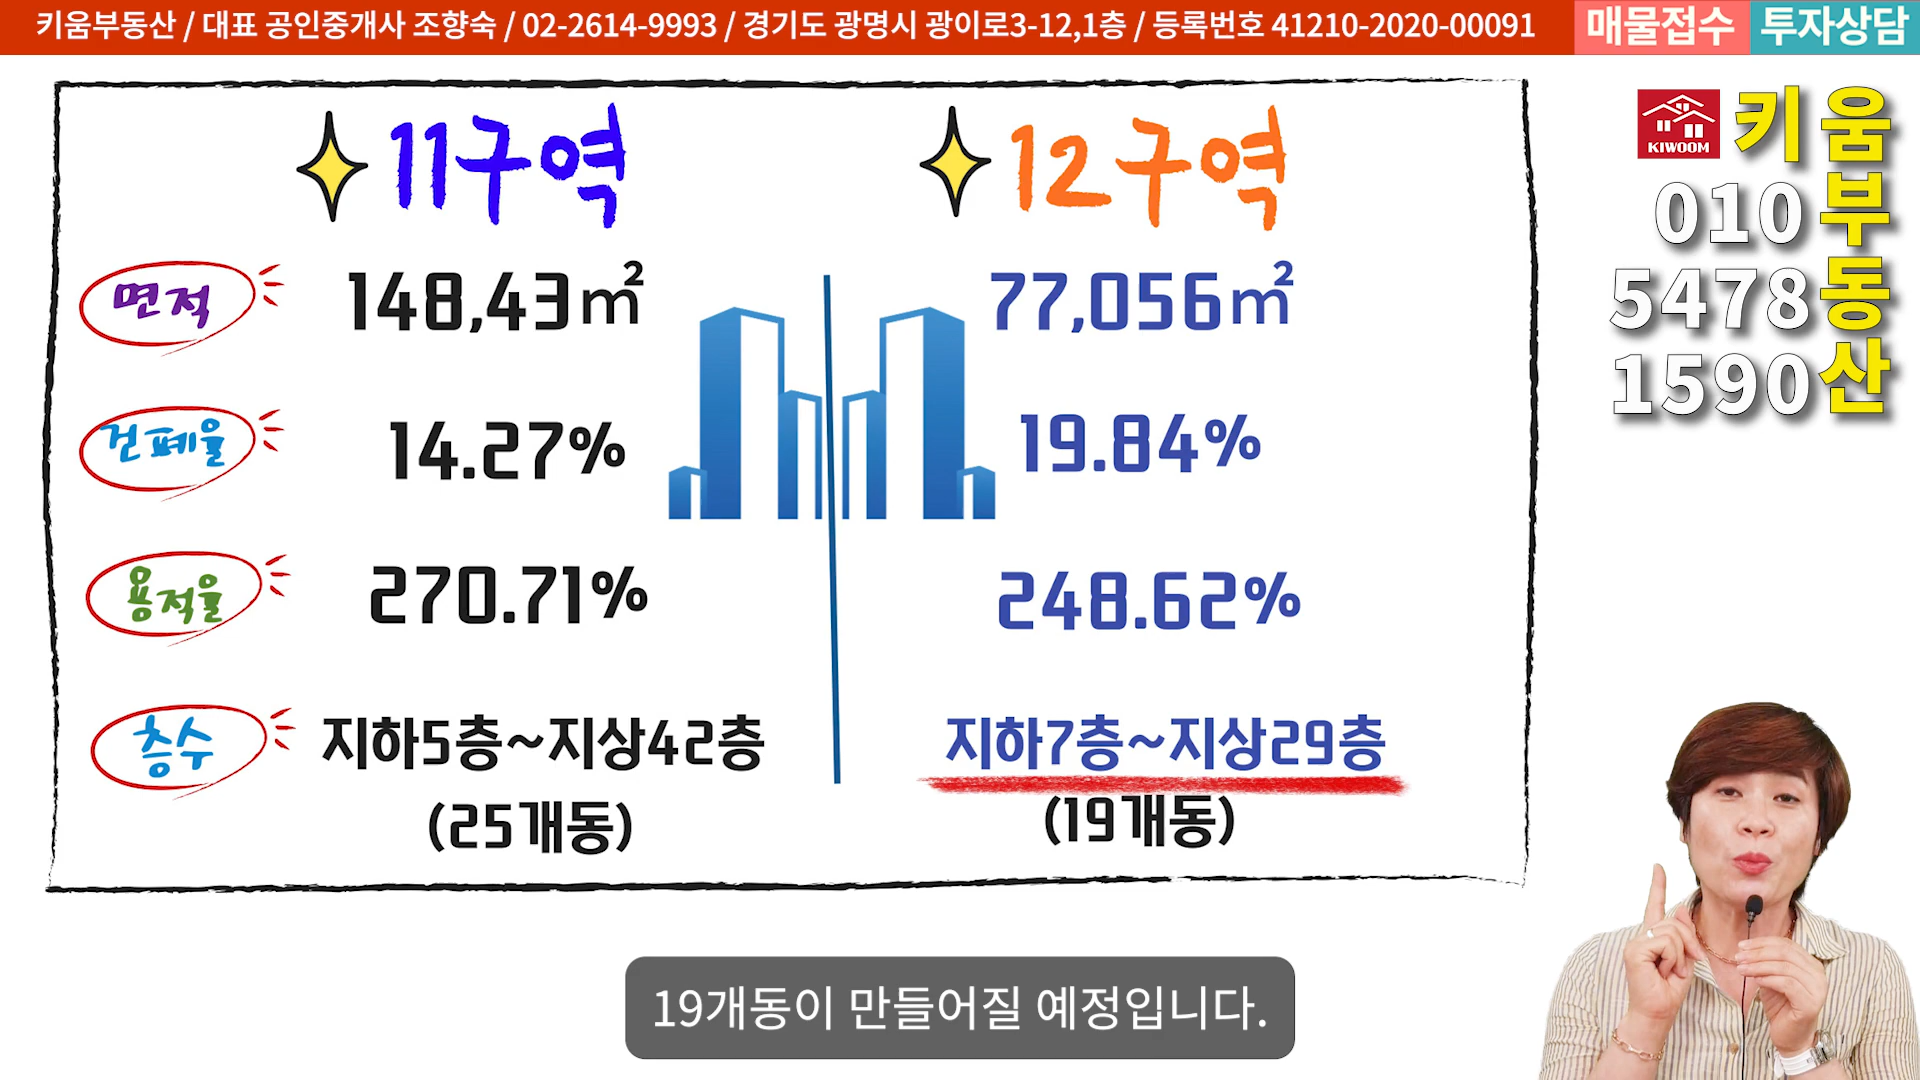 키움부동산 / 대표 공인중개사 조향숙 / 02-2614-9993 / 경기도 광명시 광이로3-12,1층 / 등록번호 41210-2020-00091
매물접수 투자상담
KIWOOM
키움부동산
010
5478
1590
11구역 12구역
면적 148,43㎡ 77,056㎡
건폐율 14.27% 19.84%
용적율 270.71% 248.62%
층수 지하5층~지상42층 지하7층~지상29층
(25개동) (19개동)
19개동이 만들어질 예정입니다.